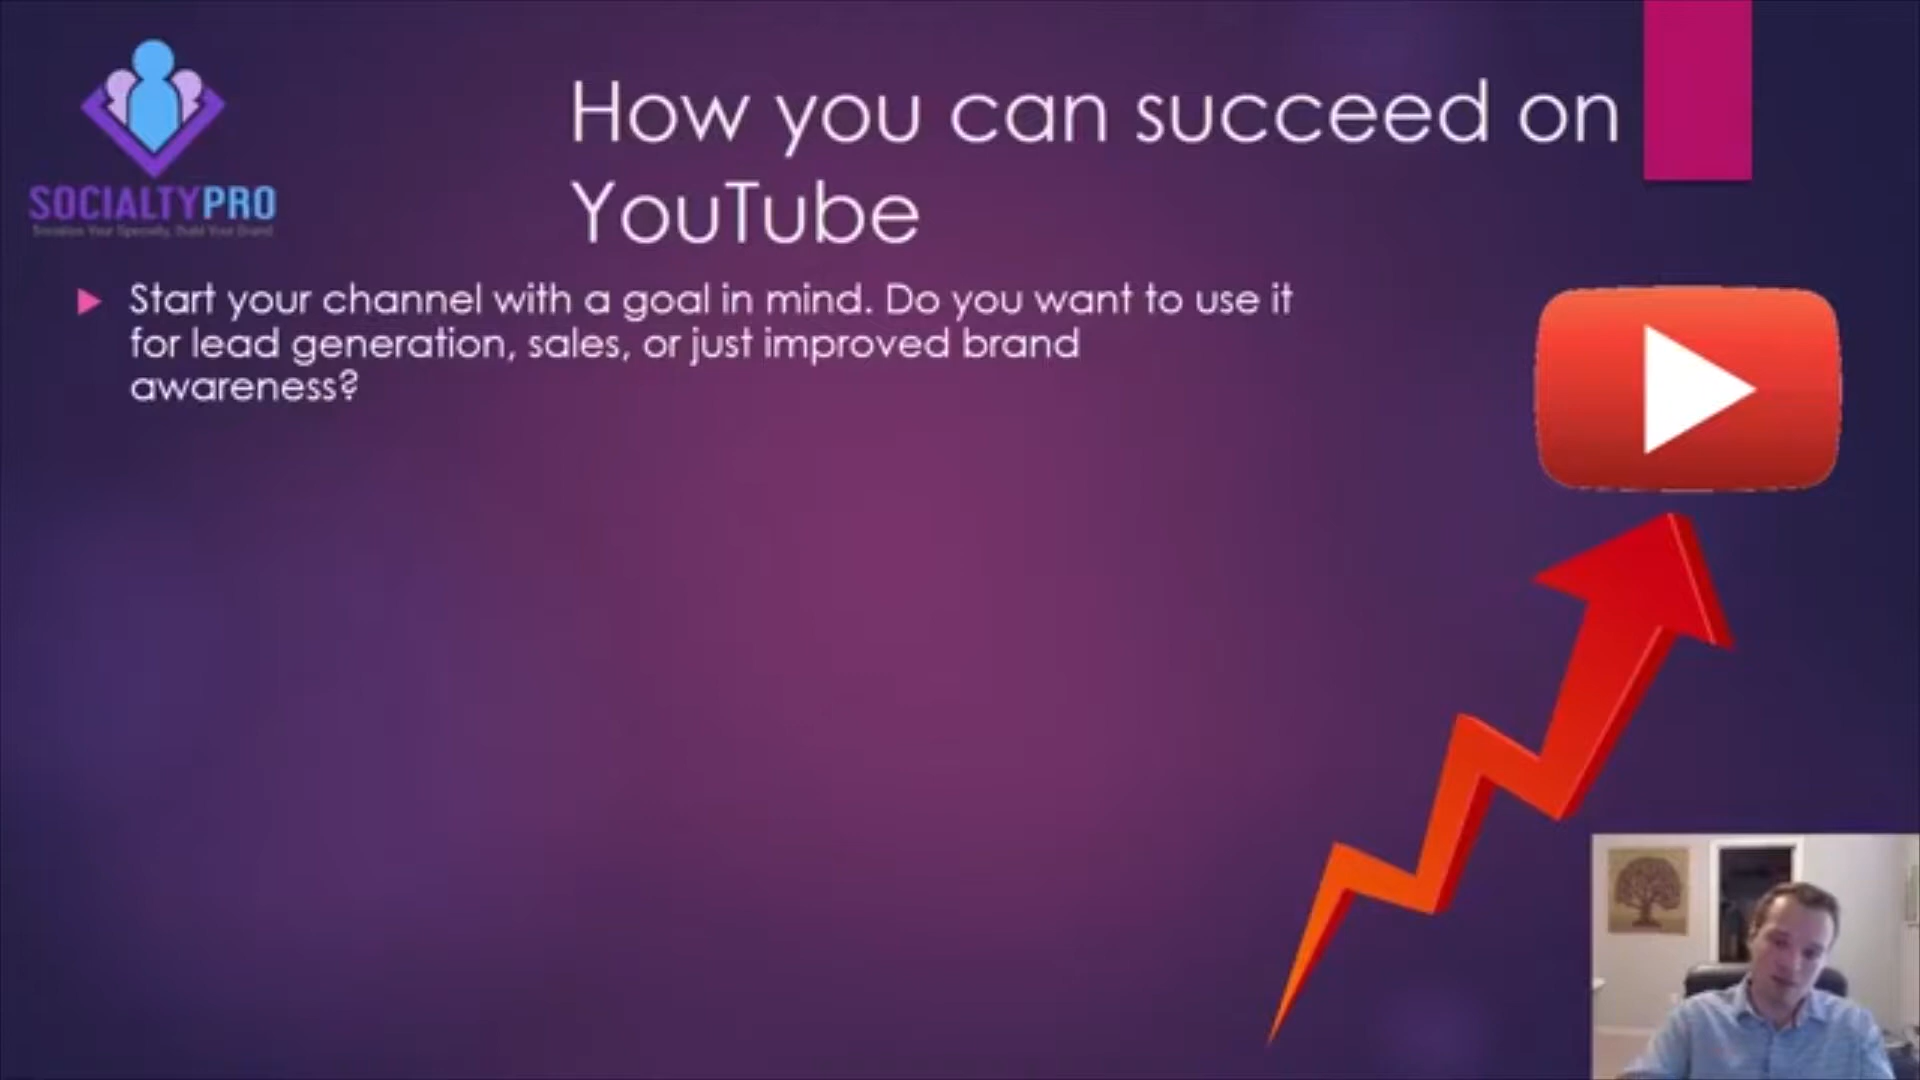 SOCIALTYPRO
How you can succeed on
YouTube
Start your channel with a goal in mind. Do you want to use it
for lead generation, sales, or just improved brand
awareness?